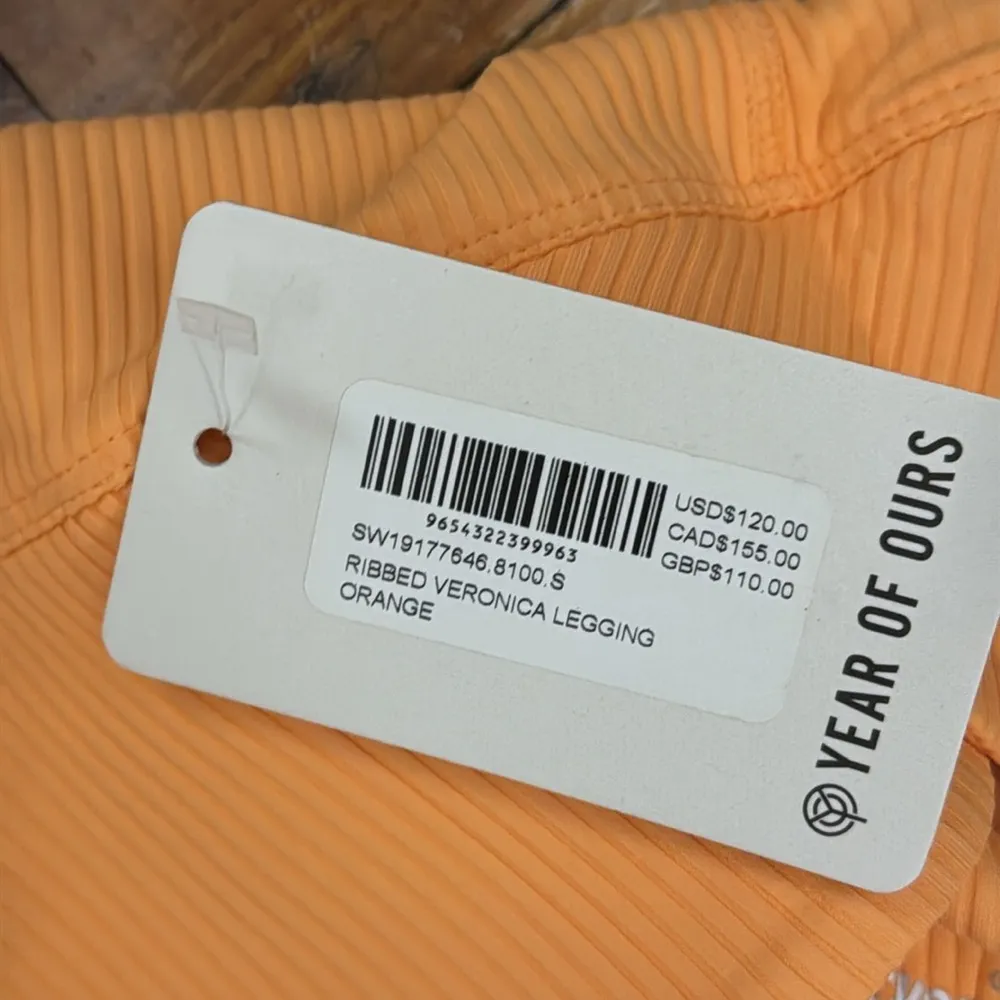 9654322399963
SW19177646.8100.S
RIBBED VERONICA LEGGING
ORANGE
USD$120.00
CAD$155.00
GBP$110.00
YEAR OF OURS